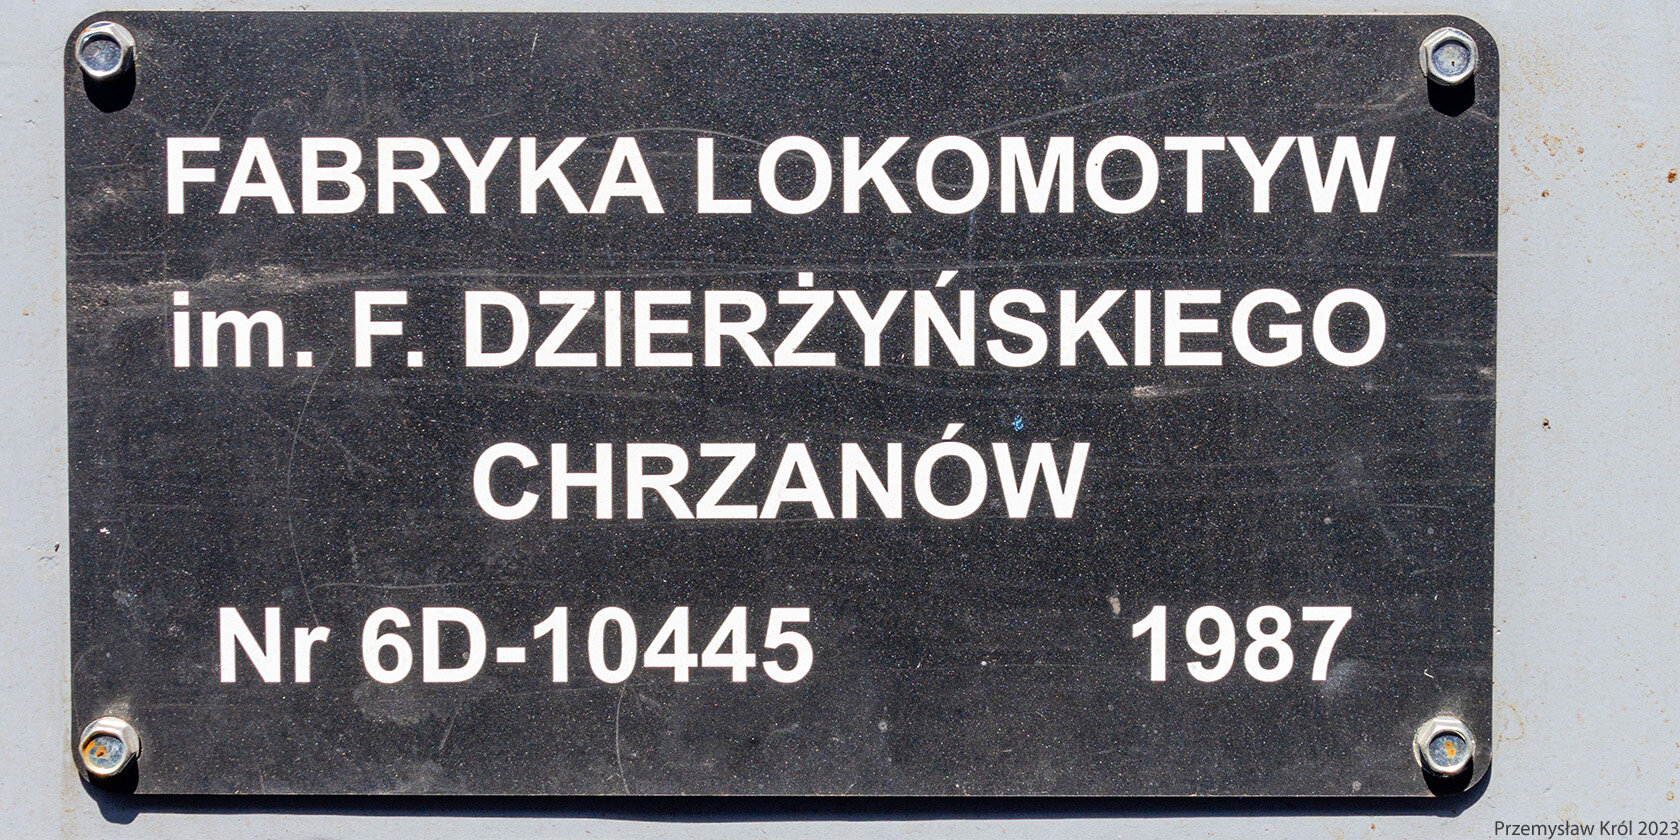 FABRYKA LOKOMOTYW
im. F. DZIERŻYŃSKIEGO
CHRZANÓW
Nr 6D-10445 1987
Przemysław Król 2023